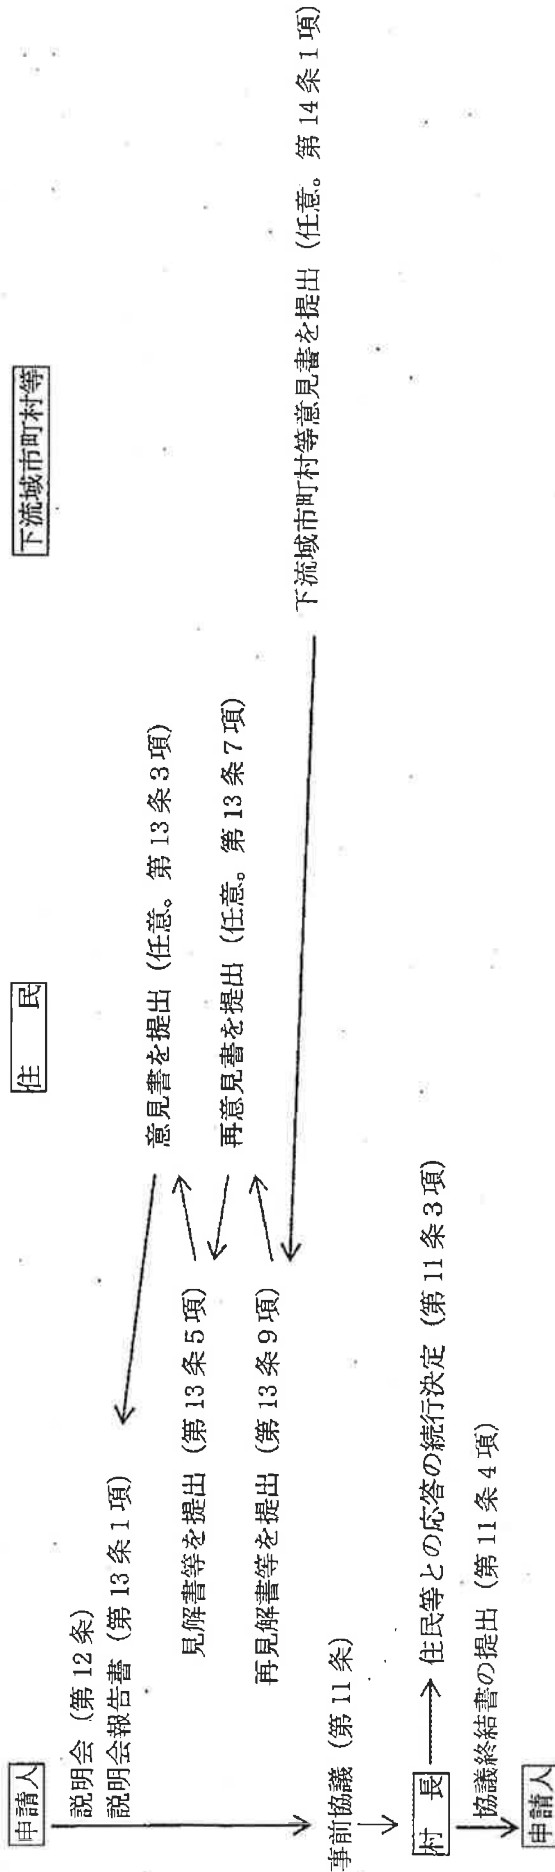 申請人
住　民
下流域市町村等
説明会（第12条）
説明会報告書（第13条1項）
意見書を提出（任意。第13条3項）
見解書等を提出（第13条5項）
再意見書を提出（任意。第13条7項）
再見解書等を提出（第13条9項）
下流域市町村等意見書を提出（任意。第14条1項）
事前協議（第11条）
村　長
住民等との応答の続行決定（第11条3項）
協議終結書の提出（第11条4項）
申請人